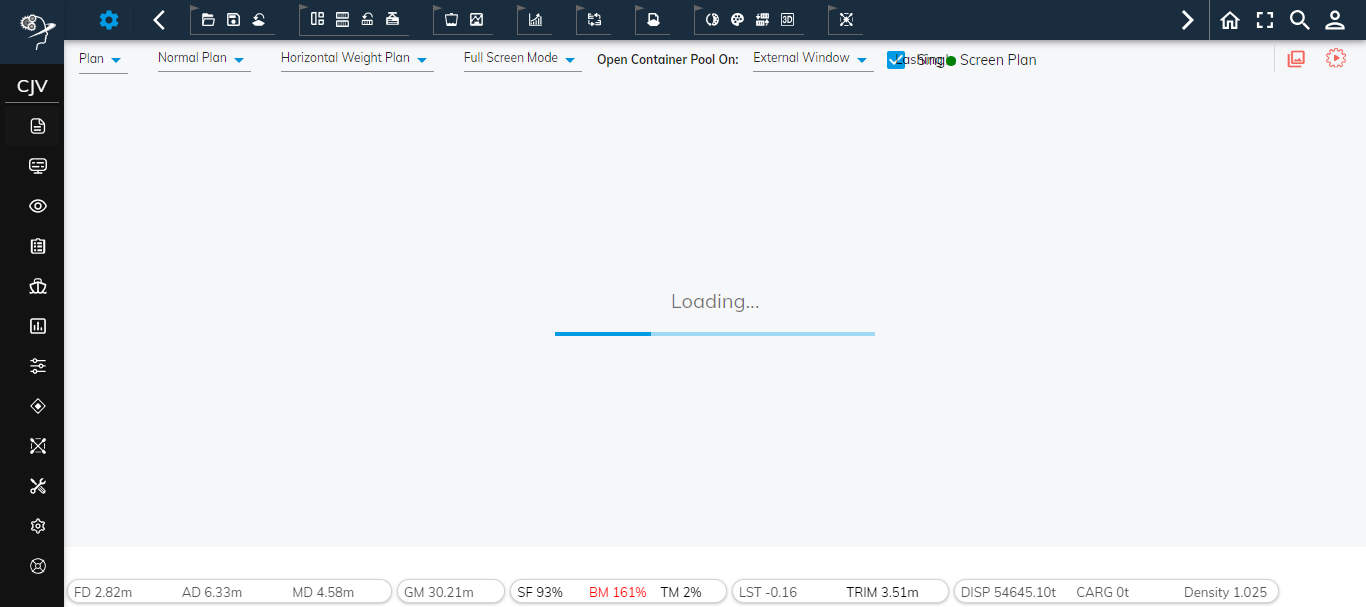 3D
CJV
Plan
Normal Plan
Horizontal Weight Plan
Full Screen Mode
Open Container Pool On:
External Window
Lashing
Screen Plan
Loading...
FD 2.82m AD 6.33m MD 4.58m
GM 30.21m
SF 93% BM 161% TM 2%
LST -0.16 TRIM 3.51m
DISP 54645.10t CARG 0t Density 1.025